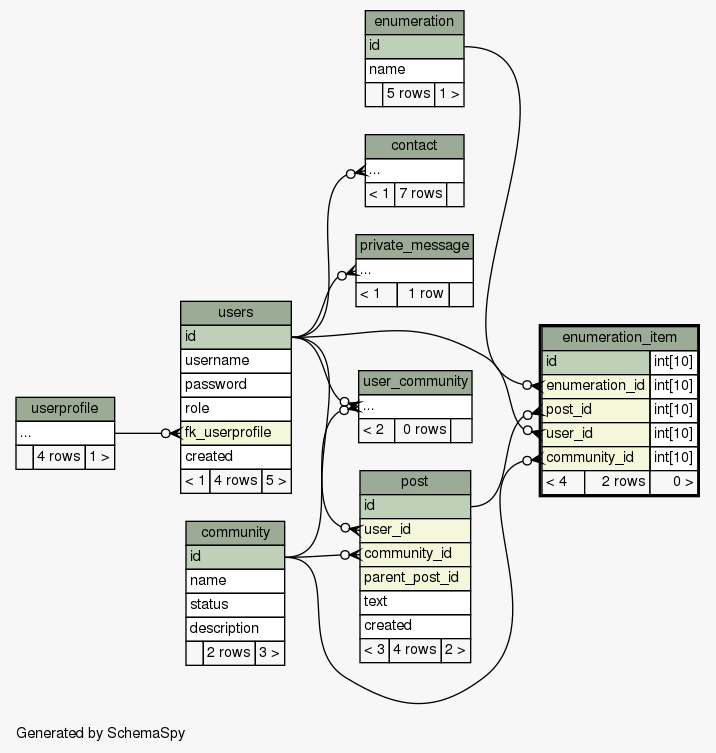 enumeration
id
name
5 rows 1 >
contact
...
< 1 7 rows
private_message
...
< 1 1 row
users
id
username
password
role
fk_userprofile
created
< 1 4 rows 5 >
enumeration_item
id int[10]
enumeration_id int[10]
post_id int[10]
user_id int[10]
community_id int[10]
< 4 2 rows 0 >
user_community
...
< 2 0 rows
userprofile
...
4 rows 1 >
post
id
user_id
community_id
parent_post_id
text
created
< 3 4 rows 2 >
community
id
name
status
description
2 rows 3 >
Generated by SchemaSpy